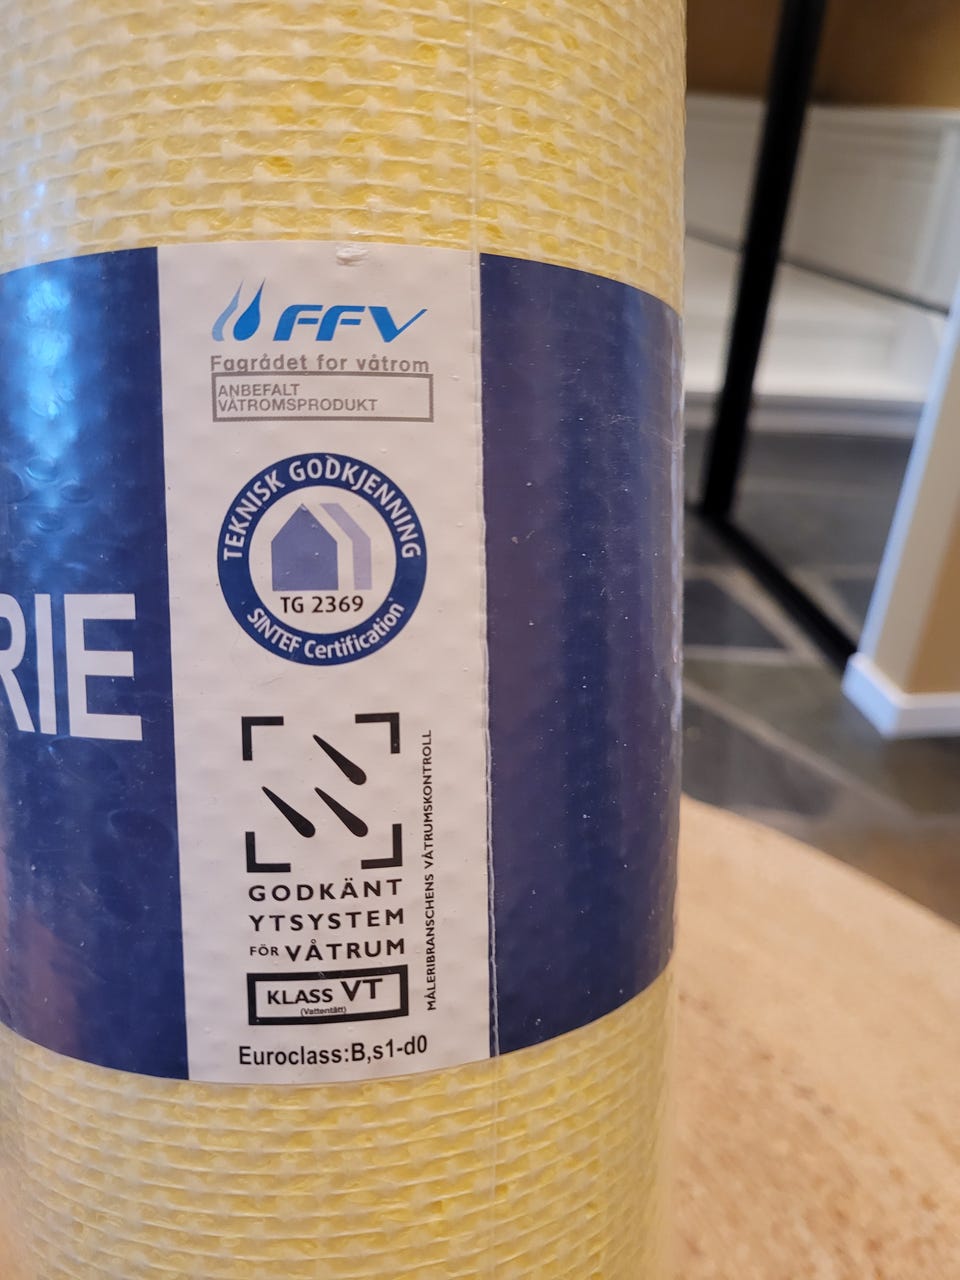 FFV
Fagrådet for våtrom
ANBEFALT
VÅTROMSPRODUKT
TEKNISK GODKJENNING
TG 2369
SINTEF Certification
RIE
GODKÄNT
YTSYSTEM
FÖR VÅTRUM
KLASS VT
(Vattentätt)
MÅLERIBRANSCHENS VÅTRUMSKONTROLL
Euroclass:B,s1-d0